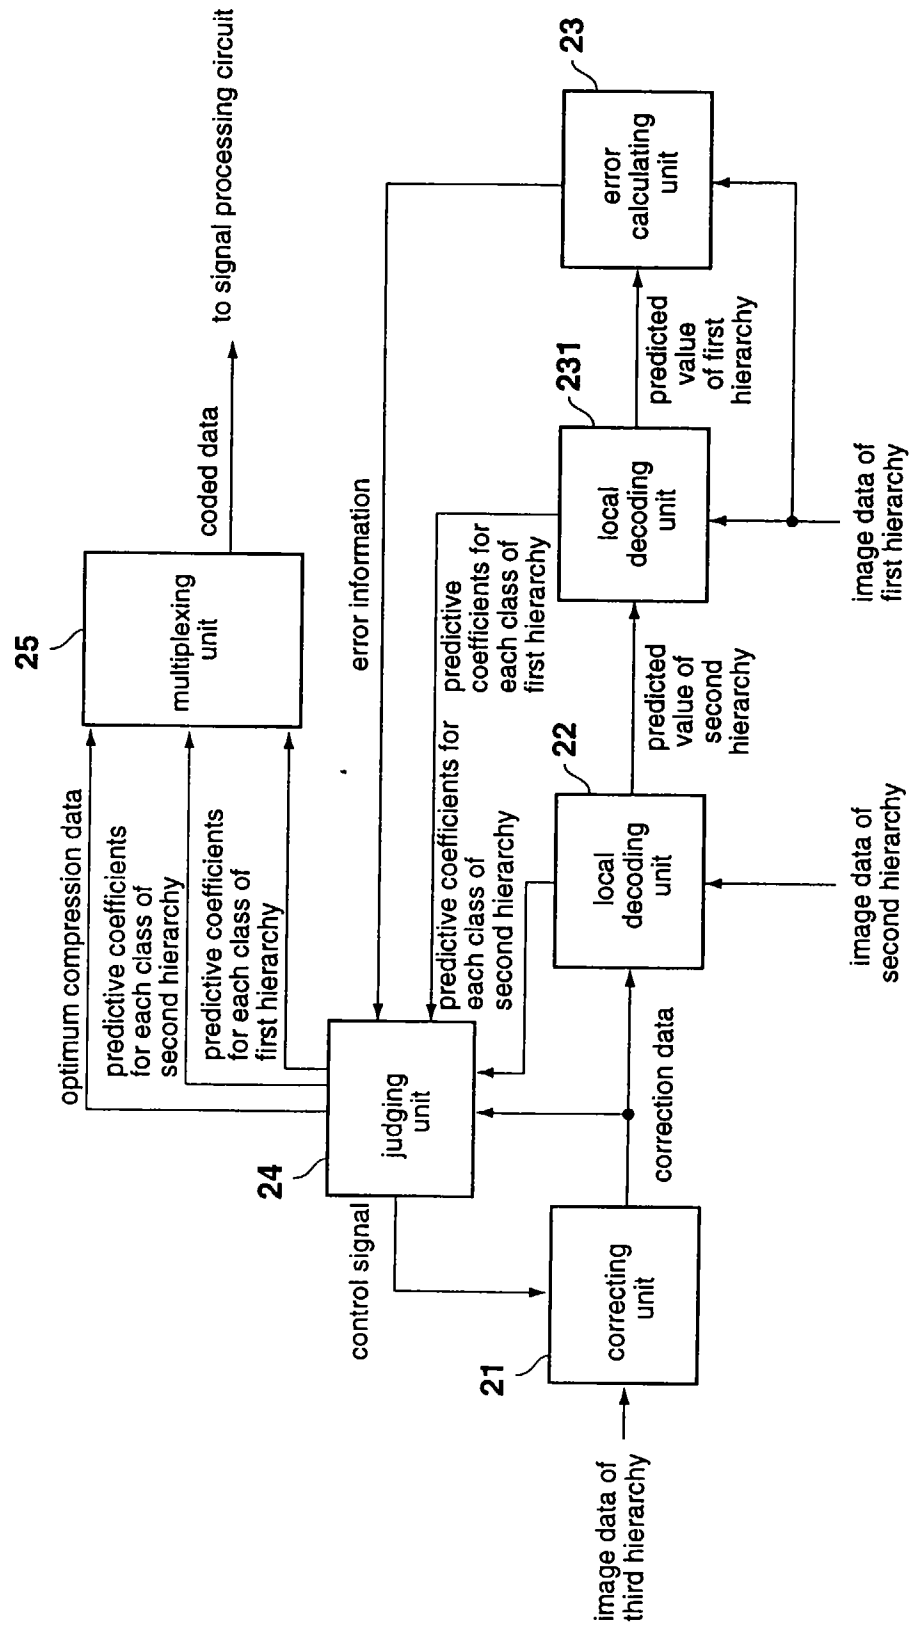 25
multiplexing
unit
coded data
to signal processing circuit
optimum compression data
predictive coefficients
for each class of
second hierarchy
predictive coefficients
for each class of
first hierarchy
error information
24
judging
unit
control signal
predictive coefficients for
each class of
second hierarchy
predictive
coefficients for
each class of
first hierarchy
21
correcting
unit
image data of
third hierarchy
correction data
22
local
decoding
unit
image data of
second hierarchy
predicted
value of
second
hierarchy
231
local
decoding
unit
image data of
first hierarchy
predicted
value
of first
hierarchy
23
error
calculating
unit